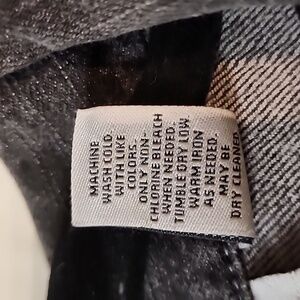 MACHINE
WASH COLD.
WITH LIKE
COLORS.
ONLY NON-
CHLORINE BLEACH
WHEN NEEDED.
TUMBLE DRY LOW.
WARM IRON
AS NEEDED.
MAY BE
DRY CLEANED.